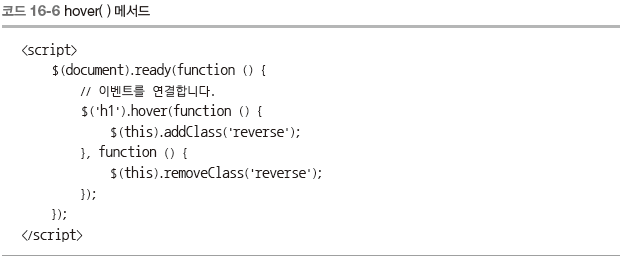 코드 16-6 hover( ) 메서드
<script>
$(document).ready(function () {
// 이벤트를 연결합니다.
$('h1').hover(function () {
$(this).addClass('reverse');
}, function () {
$(this).removeClass('reverse');
});
});
</script>